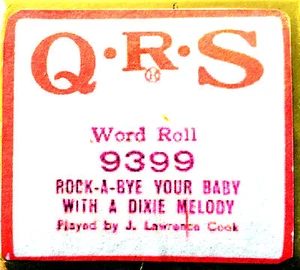 Q·R·S
®
Word Roll
9399
ROCK-A-BYE YOUR BABY
WITH A DIXIE MELODY
Played by J. Lawrence Cook